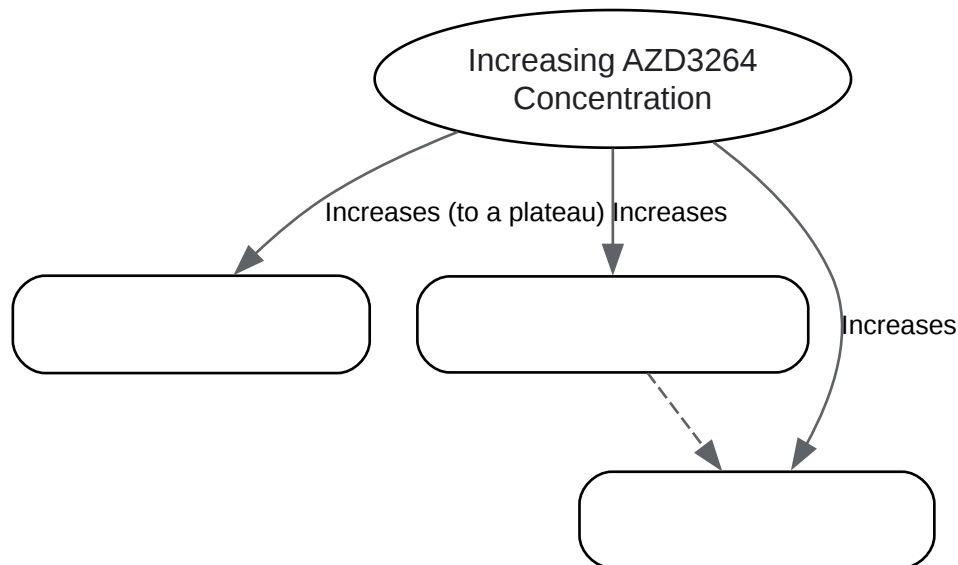 Increasing AZD3264
Concentration
Increases (to a plateau)
Increases
Increases